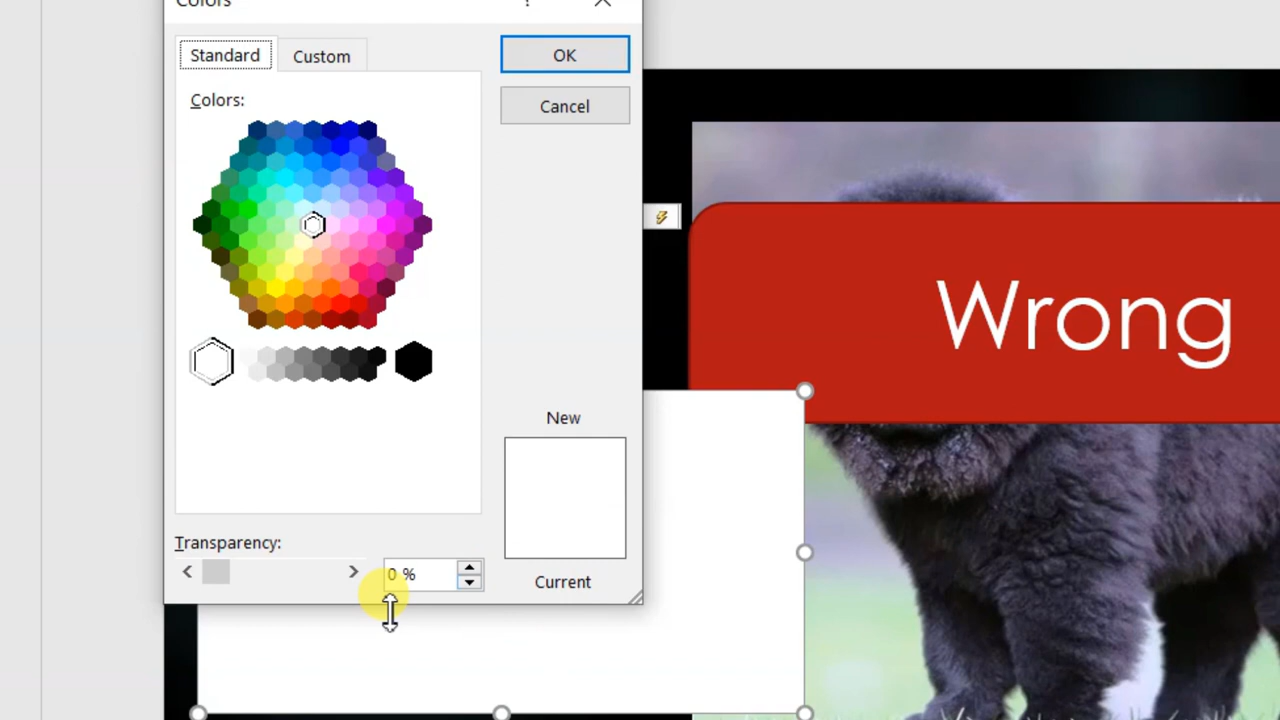 Colors
Standard
Custom
OK
Colors:
Cancel
Wrong
New
Transparency:
0 %
Current